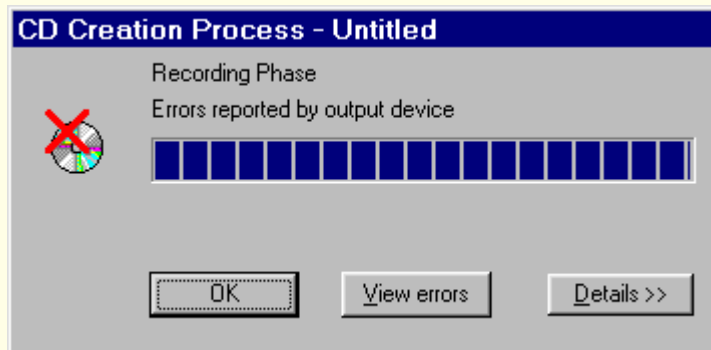 CD Creation Process - Untitled
Recording Phase
Errors reported by output device
OK
View errors
Details >>